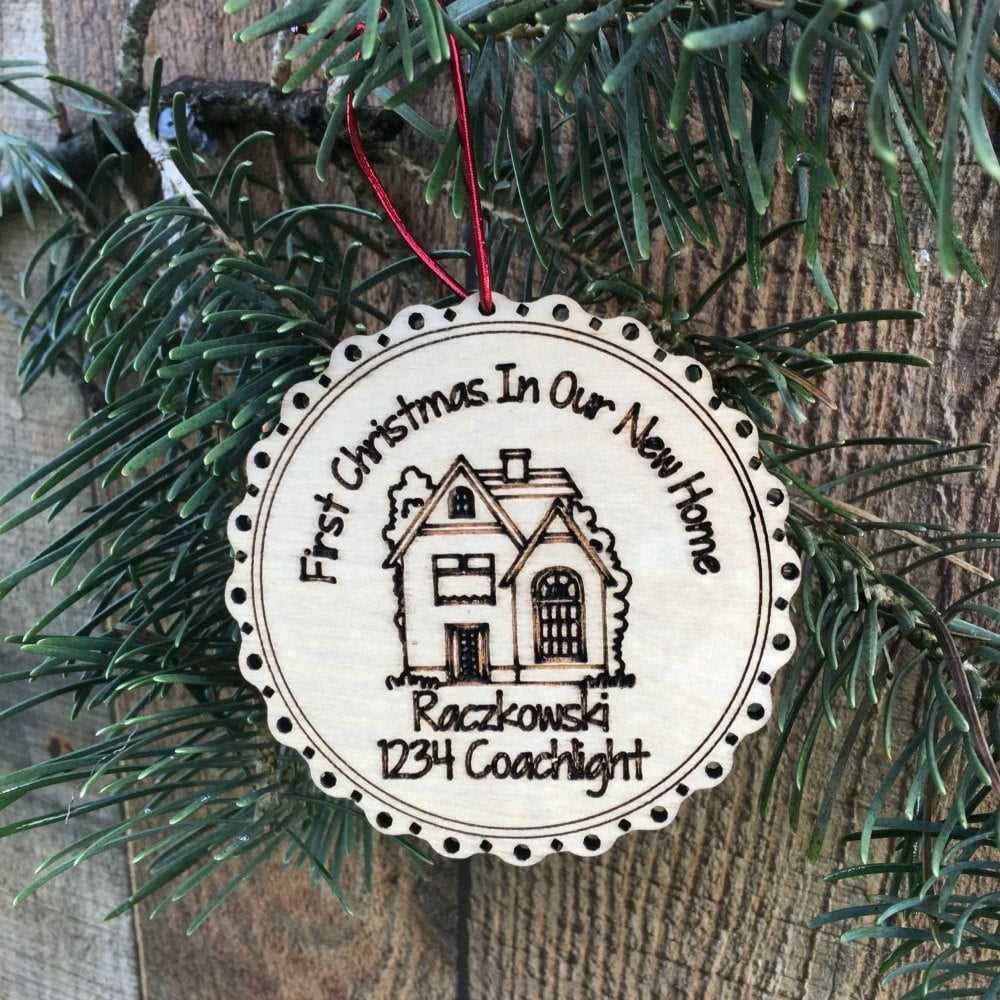 First Christmas In Our New Home
Raczkowski
1234 Coachlight